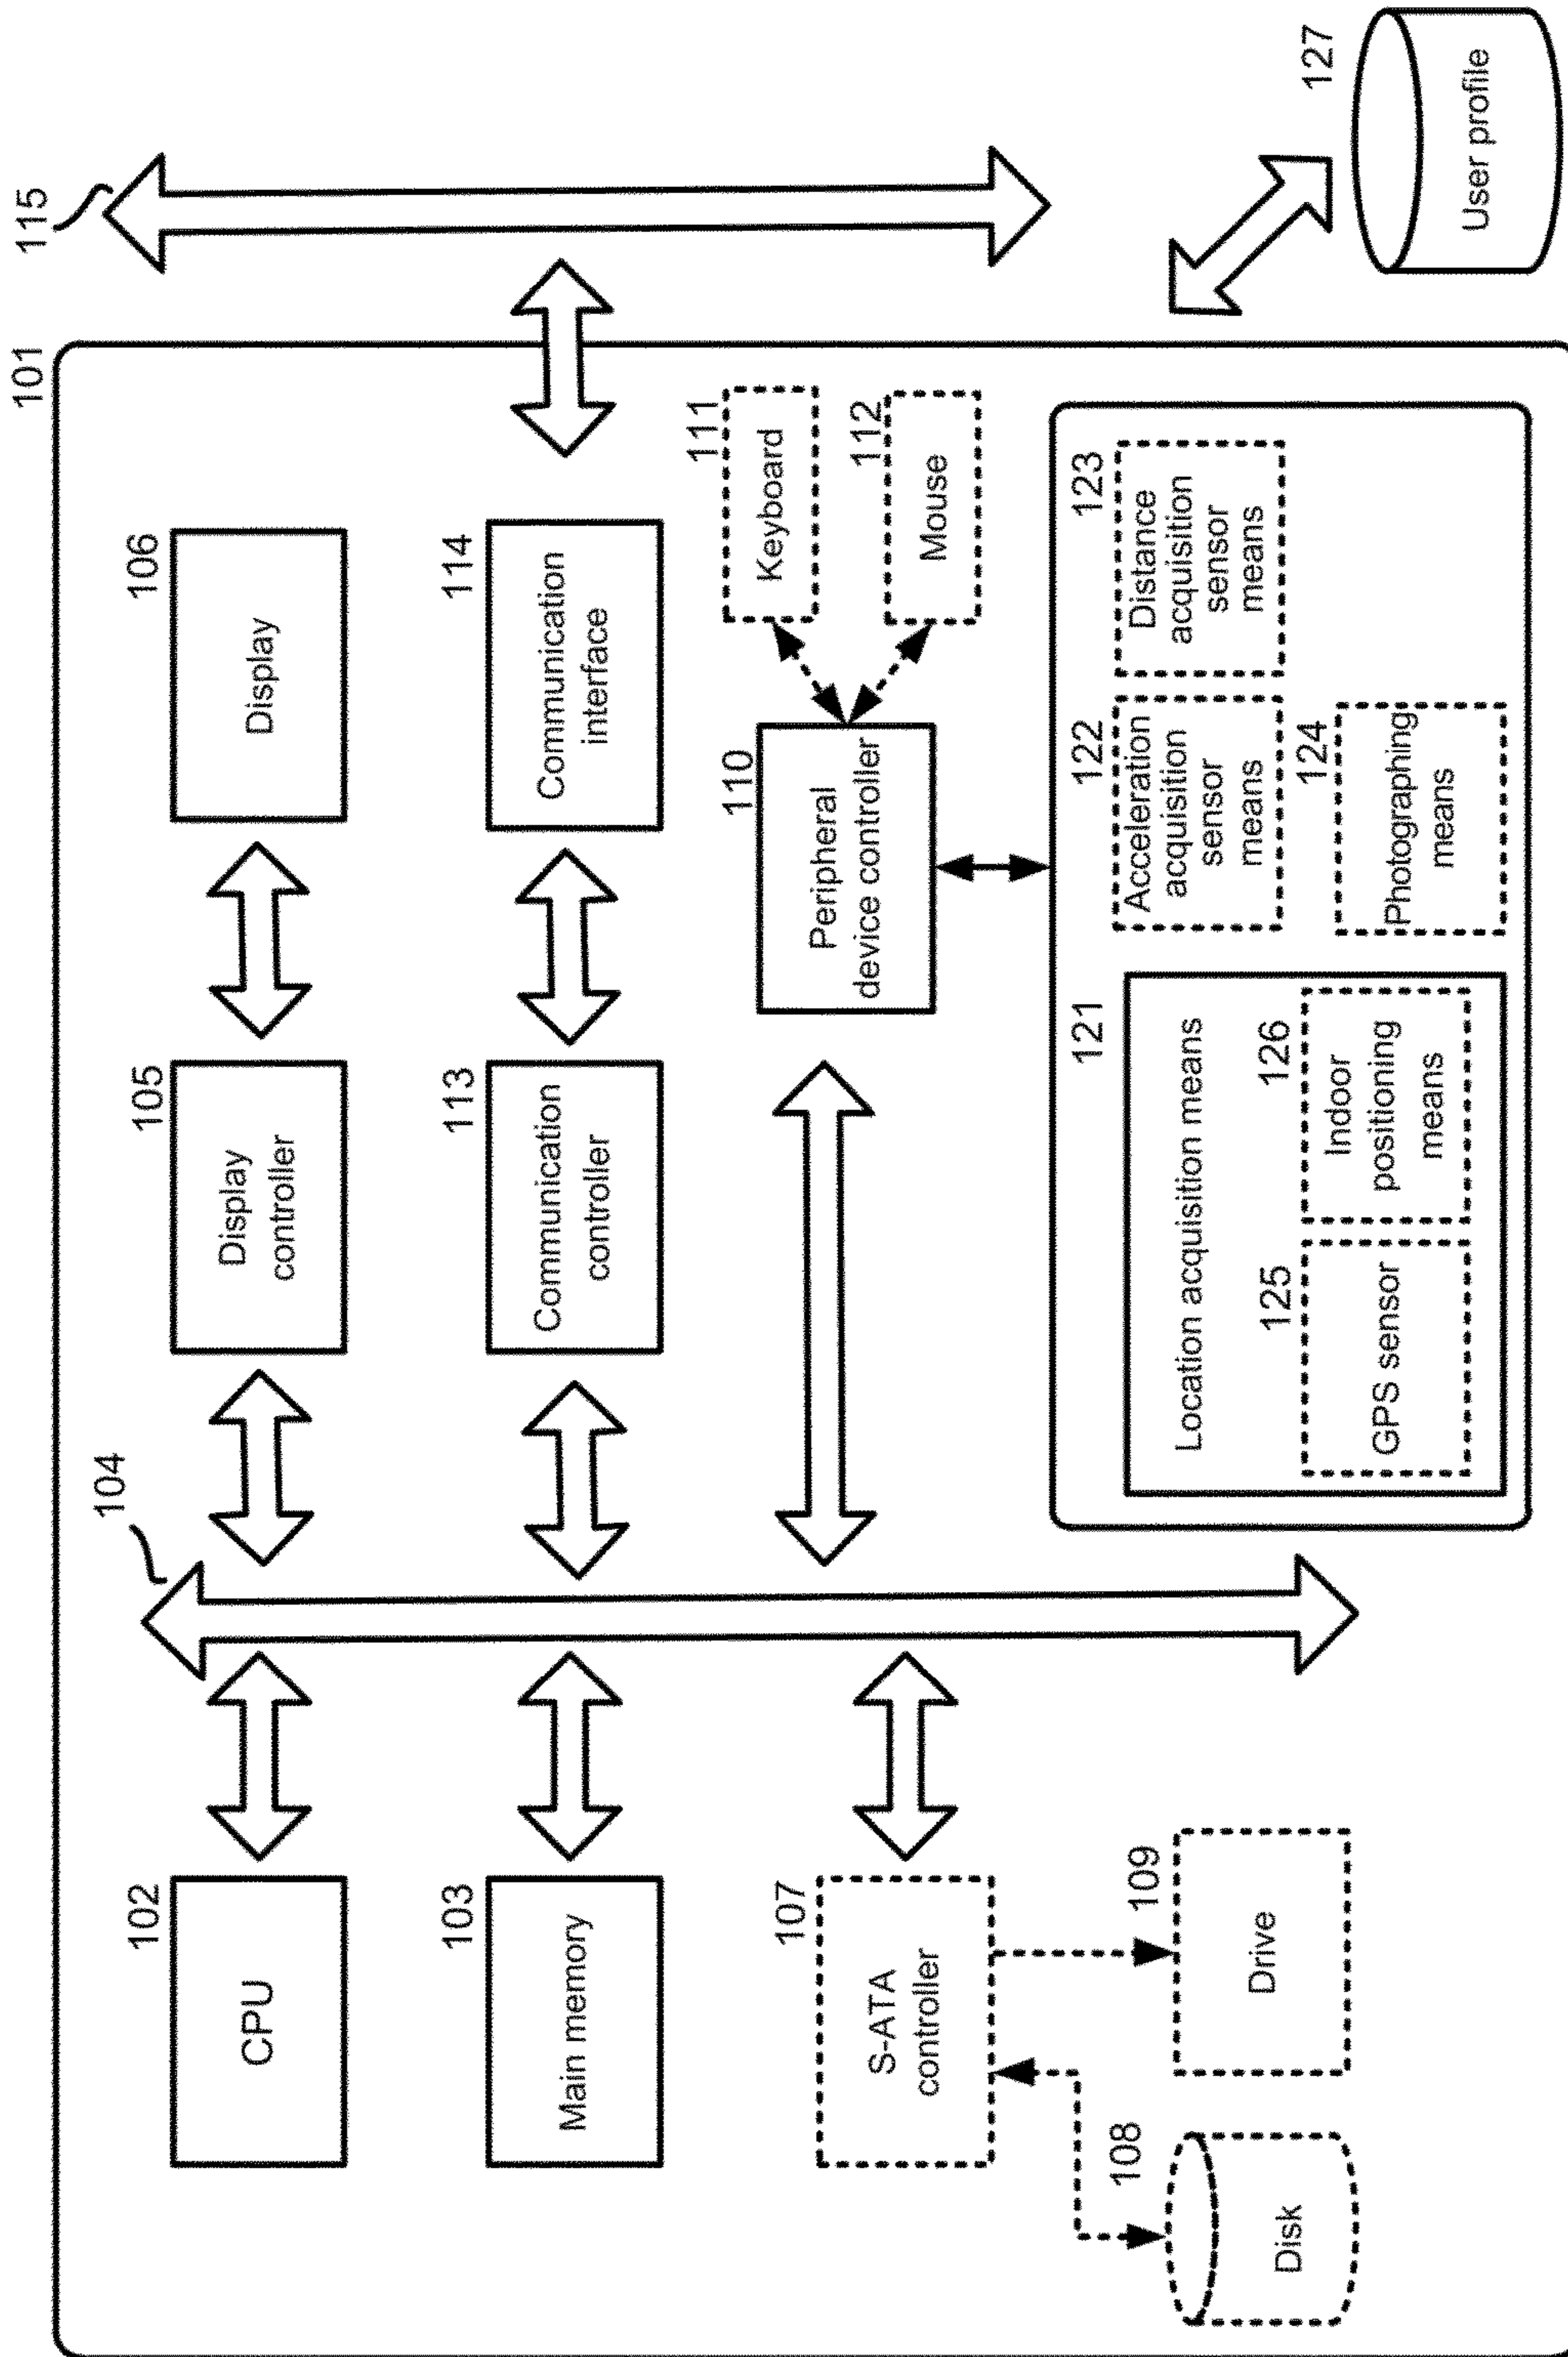 101
115
104
102
CPU
105
Display
controller
106
Display
103
Main memory
113
Communication
controller
114
Communication
interface
107
S-ATA
controller
110
Peripheral
device controller
111
Keyboard
112
Mouse
108
Disk
109
Drive
121
Location acquisition means
125
GPS sensor
126
Indoor
positioning
means
122
Acceleration
acquisition
sensor
means
123
Distance
acquisition
sensor
means
124
Photographing
means
127
User profile